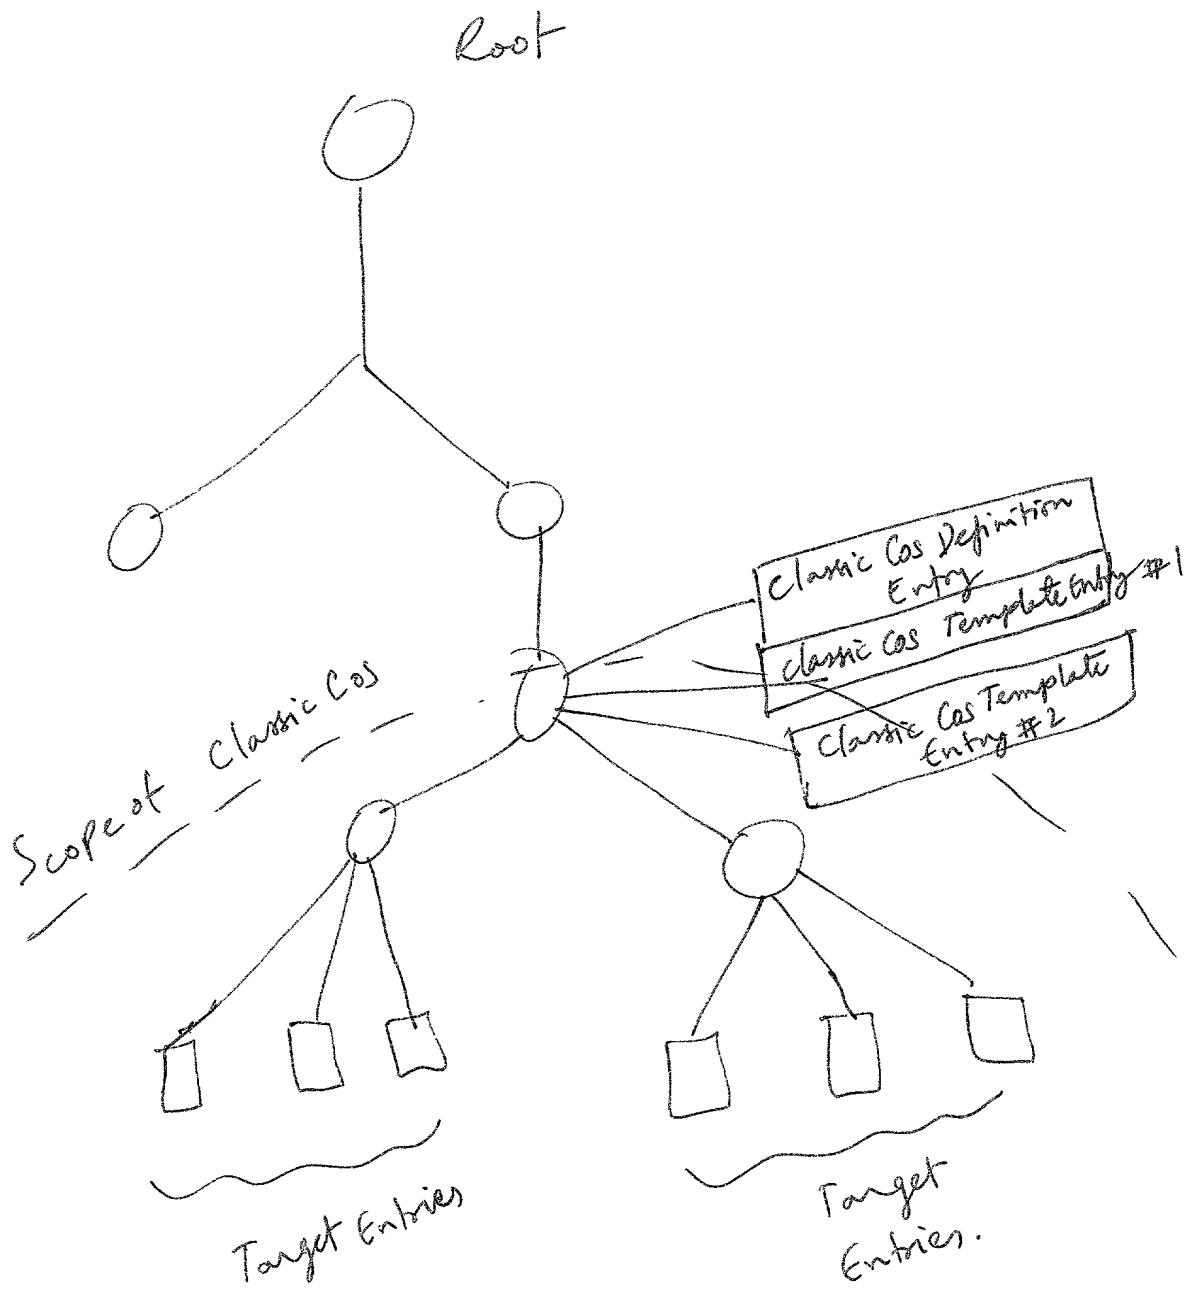 Root
Classic Cos Definition
Entry
Classic Cos Template Entry #1
Classic Cos Template
Entry #2
Scope of Classic Cos
Target Entries
Target
Entries.